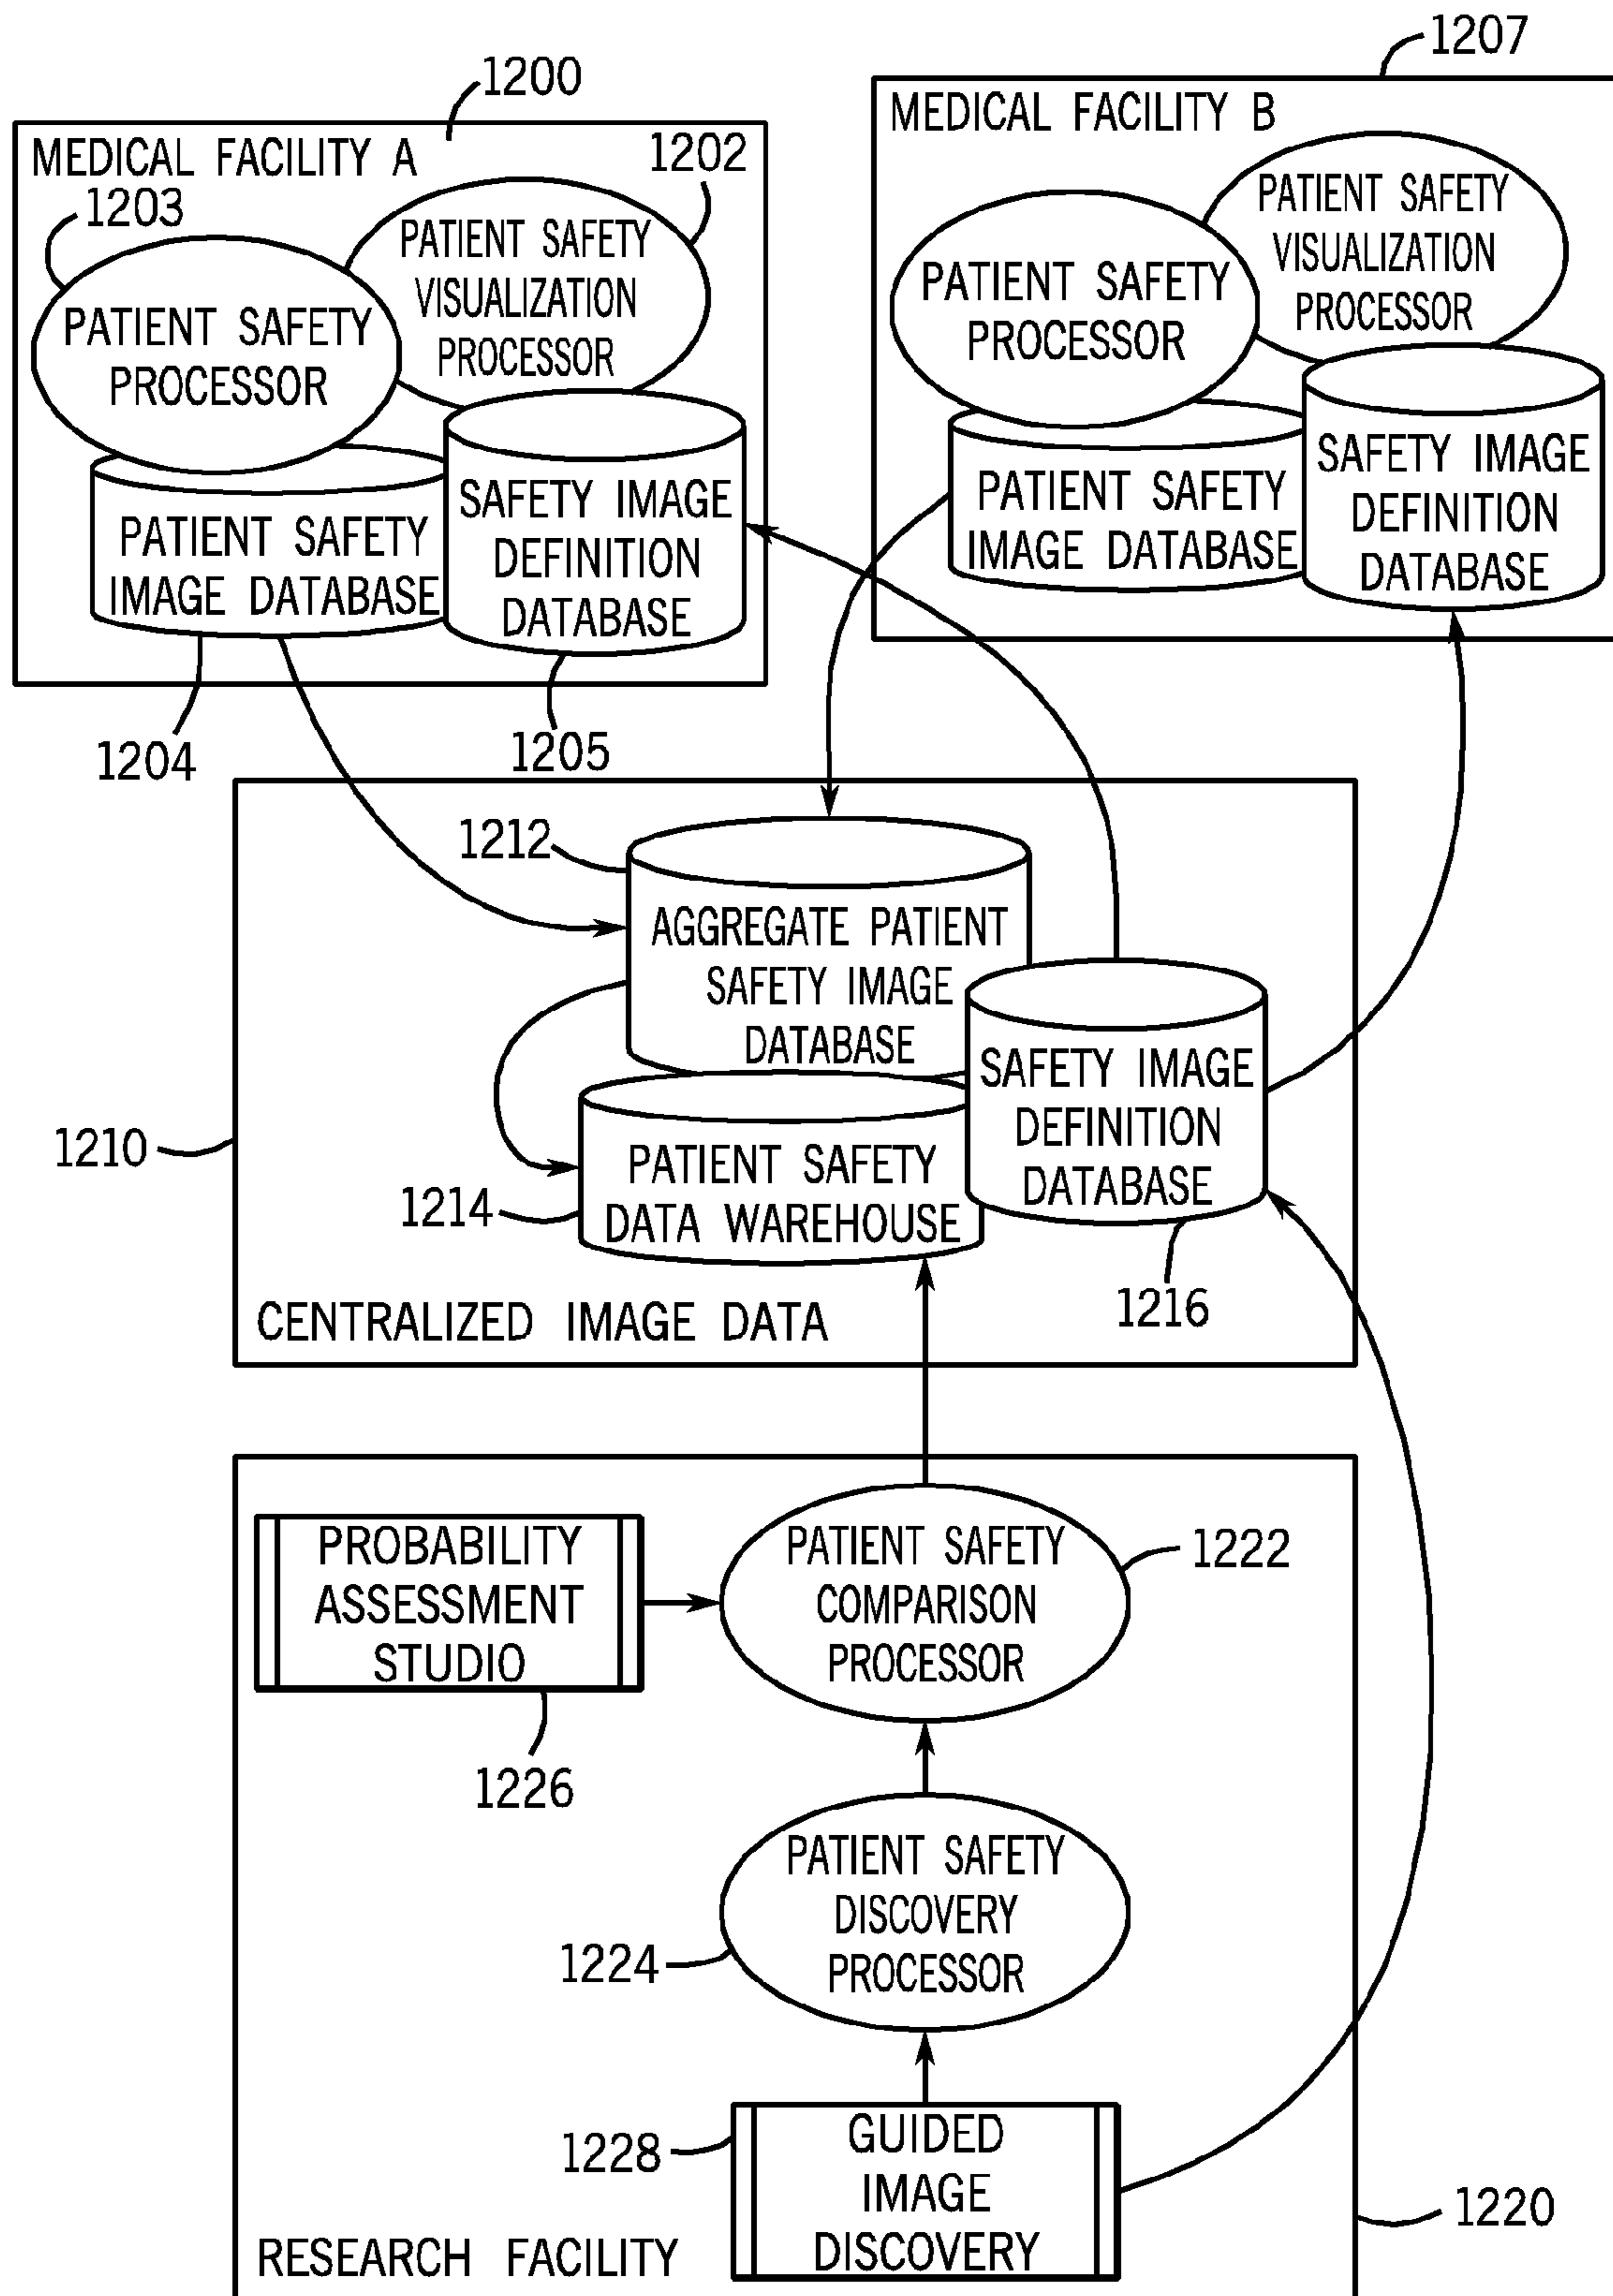 1207
1200
MEDICAL FACILITY B
MEDICAL FACILITY A
1202
1203
PATIENT SAFETY
VISUALIZATION
PROCESSOR
PATIENT SAFETY
PROCESSOR
PATIENT SAFETY
IMAGE DATABASE
SAFETY IMAGE
DEFINITION
DATABASE
1204
1205
PATIENT SAFETY
VISUALIZATION
PROCESSOR
PATIENT SAFETY
PROCESSOR
PATIENT SAFETY
IMAGE DATABASE
SAFETY IMAGE
DEFINITION
DATABASE
1212
AGGREGATE PATIENT
SAFETY IMAGE
DATABASE
SAFETY IMAGE
DEFINITION
DATABASE
1210
PATIENT SAFETY
DATA WAREHOUSE
1214
1216
CENTRALIZED IMAGE DATA
PROBABILITY
ASSESSMENT
STUDIO
PATIENT SAFETY
COMPARISON
PROCESSOR
1222
1226
PATIENT SAFETY
DISCOVERY
PROCESSOR
1224
GUIDED
IMAGE
DISCOVERY
1228
1220
RESEARCH FACILITY